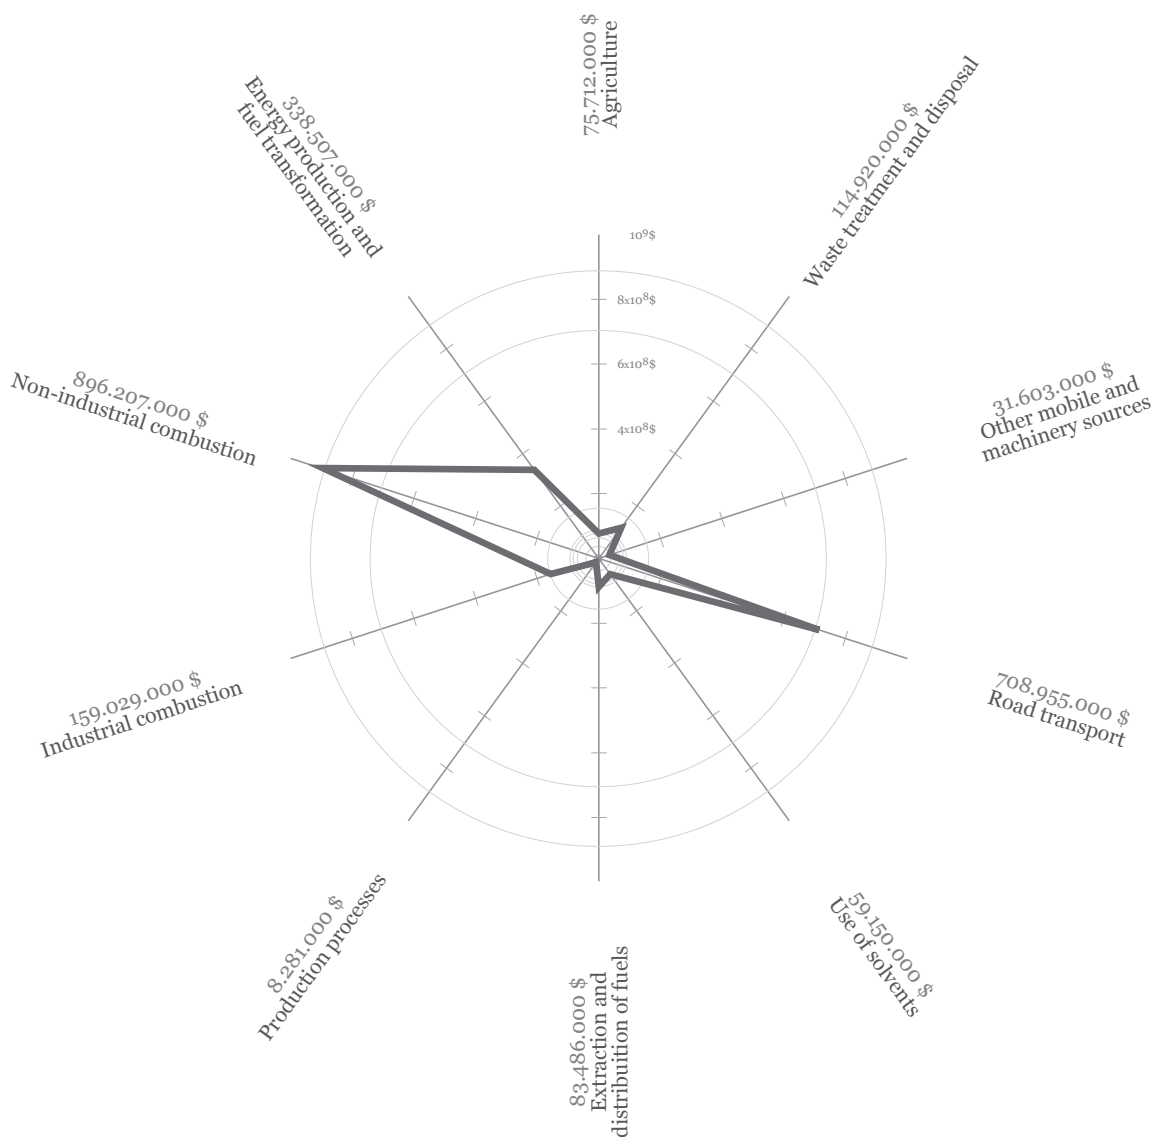 75.712.000 $
Agriculture
114.920.000 $
Waste treatment and disposal
31.603.000 $
Other mobile and
machinery sources
708.955.000 $
Road transport
59.150.000 $
Use of solvents
83.486.000 $
Extraction and
distribuition of fuels
8.281.000 $
Production processes
159.029.000 $
Industrial combustion
896.207.000 $
Non-industrial combustion
338.507.000 $
Energy production and
fuel transformation
10⁹$
8x10⁸$
6x10⁸$
4x10⁸$